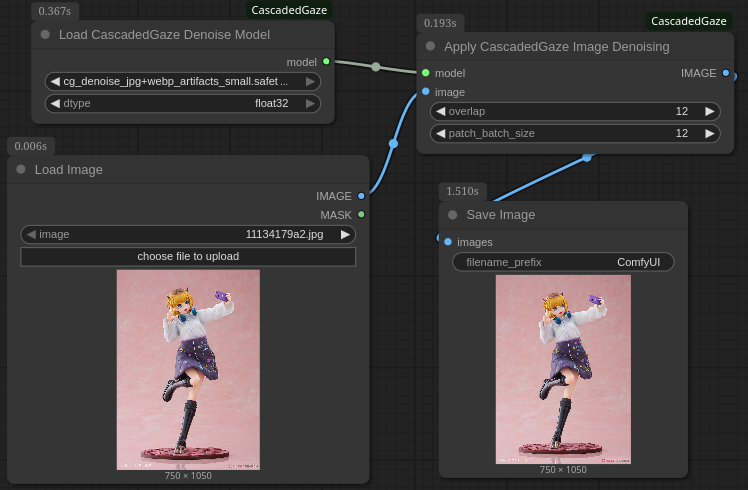 0.367s
CascadedGaze
Load CascadedGaze Denoise Model
model
cg_denoise_jpg+webp_artifacts_small.safet ...
dtype float32
0.193s
CascadedGaze
Apply CascadedGaze Image Denoising
model IMAGE
image
overlap 12
patch_batch_size 12
0.006s
Load Image
IMAGE
MASK
image 11134179a2.jpg
choose file to upload
750 × 1050
1.510s
Save Image
images
filename_prefix ComfyUI
750 × 1050